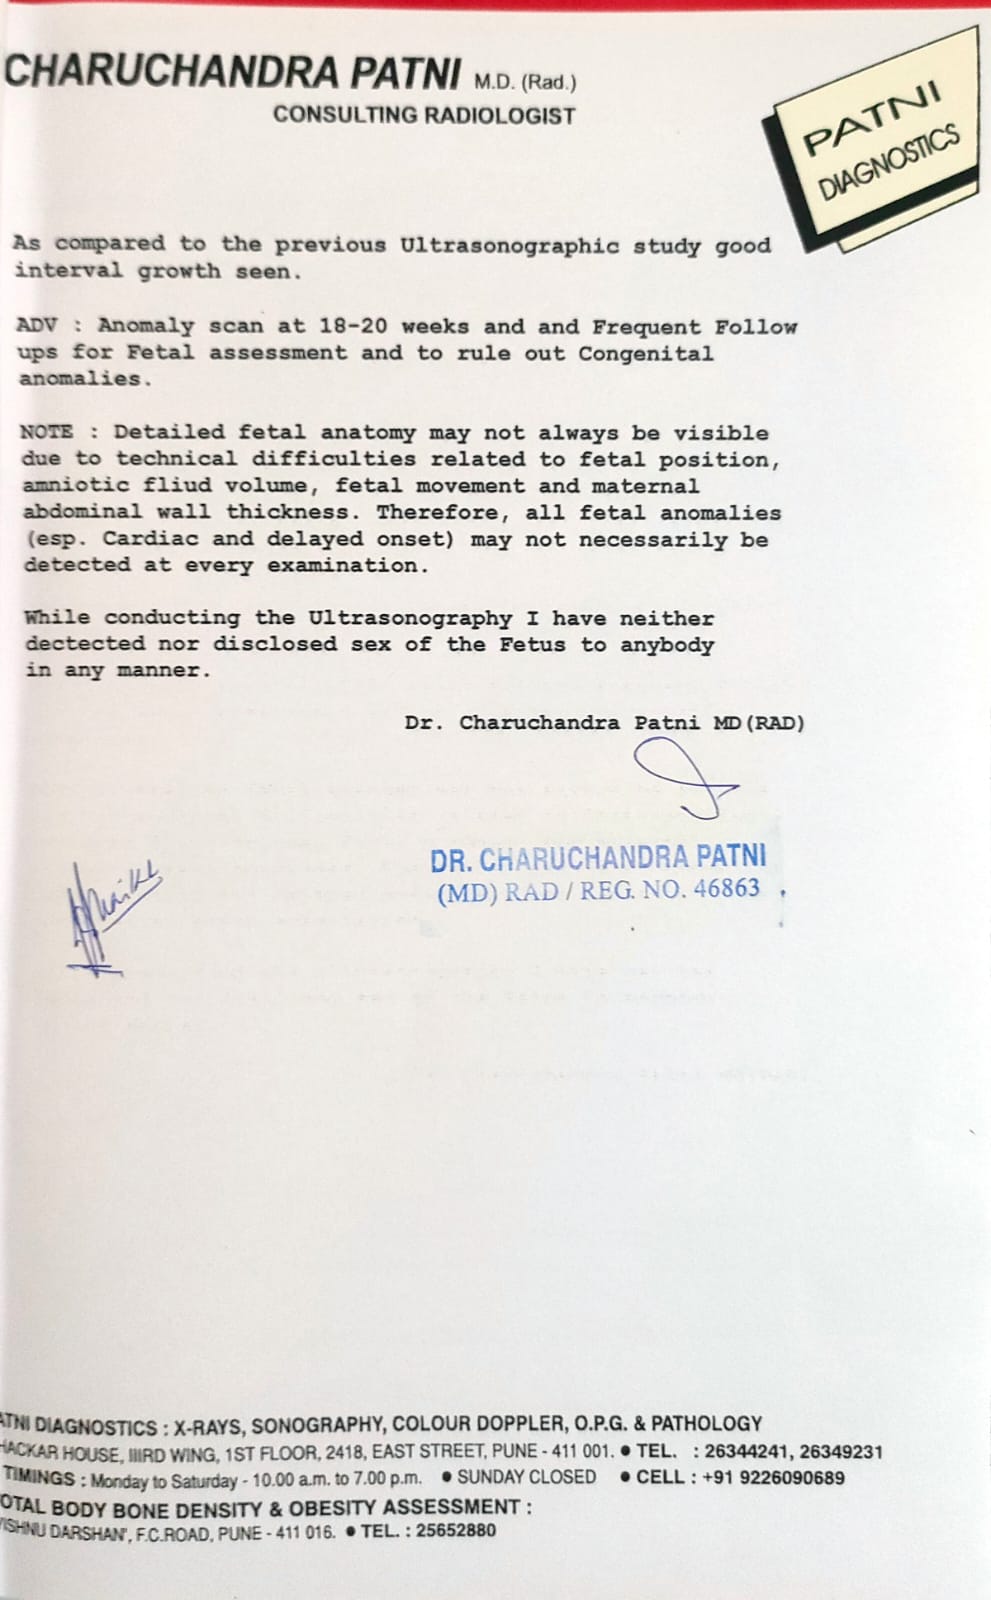 CHARUCHANDRA PATNI M.D. (Rad.)
CONSULTING RADIOLOGIST
PATNI
DIAGNOSTICS
As compared to the previous Ultrasonographic study good
interval growth seen.
ADV : Anomaly scan at 18-20 weeks and and Frequent Follow
ups for Fetal assessment and to rule out Congenital
anomalies.
NOTE : Detailed fetal anatomy may not always be visible
due to technical difficulties related to fetal position,
amniotic fliud volume, fetal movement and maternal
abdominal wall thickness. Therefore, all fetal anomalies
(esp. Cardiac and delayed onset) may not necessarily be
detected at every examination.
While conducting the Ultrasonography I have neither
dectected nor disclosed sex of the Fetus to anybody
in any manner.
Dr. Charuchandra Patni MD(RAD)
DR. CHARUCHANDRA PATNI
(MD) RAD / REG. NO. 46863
ATNI DIAGNOSTICS : X-RAYS, SONOGRAPHY, COLOUR DOPPLER, O.P.G. & PATHOLOGY
HACKAR HOUSE, IIIRD WING, 1ST FLOOR, 2418, EAST STREET, PUNE - 411 001. ● TEL. : 26344241, 26349231
TIMINGS : Monday to Saturday - 10.00 a.m. to 7.00 p.m. ● SUNDAY CLOSED ● CELL : +91 9226090689
OTAL BODY BONE DENSITY & OBESITY ASSESSMENT :
VISHNU DARSHAN', F.C.ROAD, PUNE - 411 016. ● TEL. : 25652880